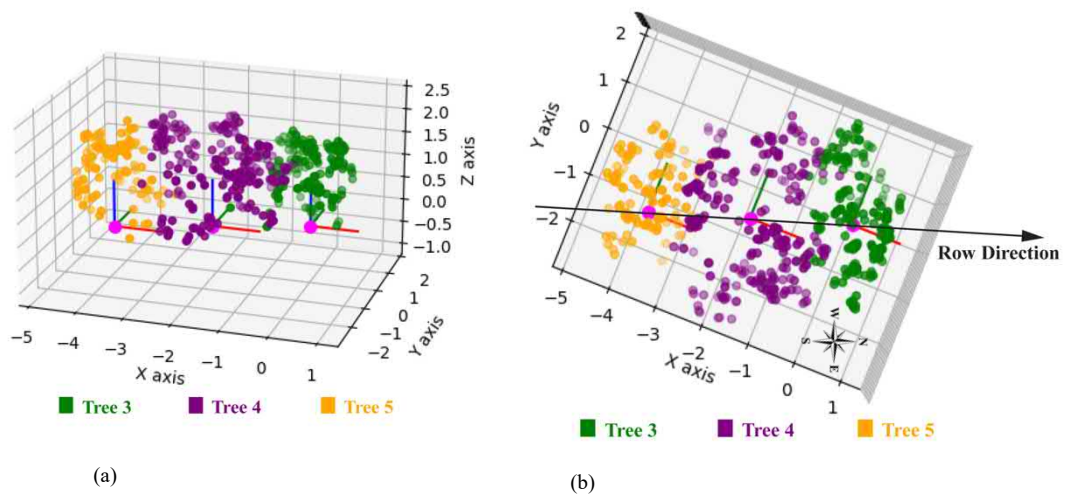 2.5
2.0
1.5
1.0
0.5
0.0
−0.5
−1.0
Z axis
2
1
0
−1
−2
Y axis
−5 −4 −3 −2 −1 0 1
X axis
Tree 3 Tree 4 Tree 5
(a)
2
1
0
−1
−2
Y axis
Row Direction
−5 −4 −3 −2 −1 0 1
X axis
W
N
S
E
Tree 3 Tree 4 Tree 5
(b)